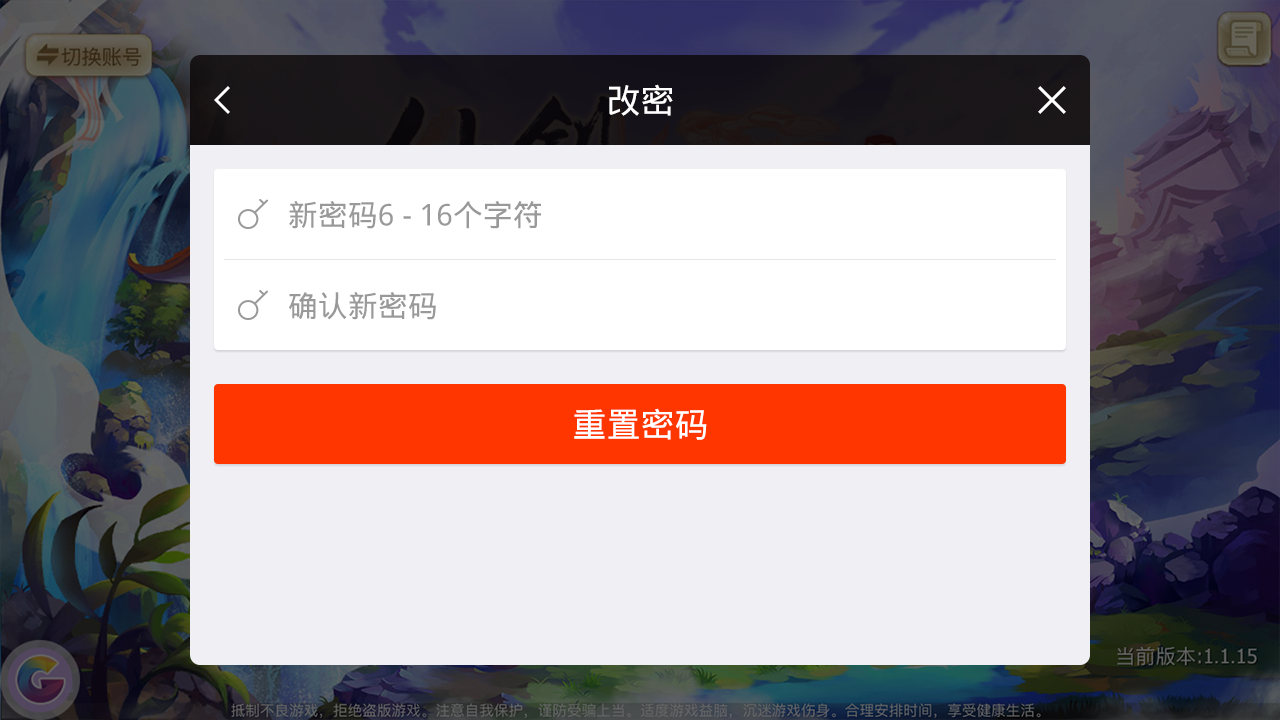 切换账号
改密
新密码6 - 16个字符
确认新密码
重置密码
当前版本:1.1.15
抵制不良游戏，拒绝盗版游戏。注意自我保护，谨防受骗上当。适度游戏益脑，沉迷游戏伤身。合理安排时间，享受健康生活。